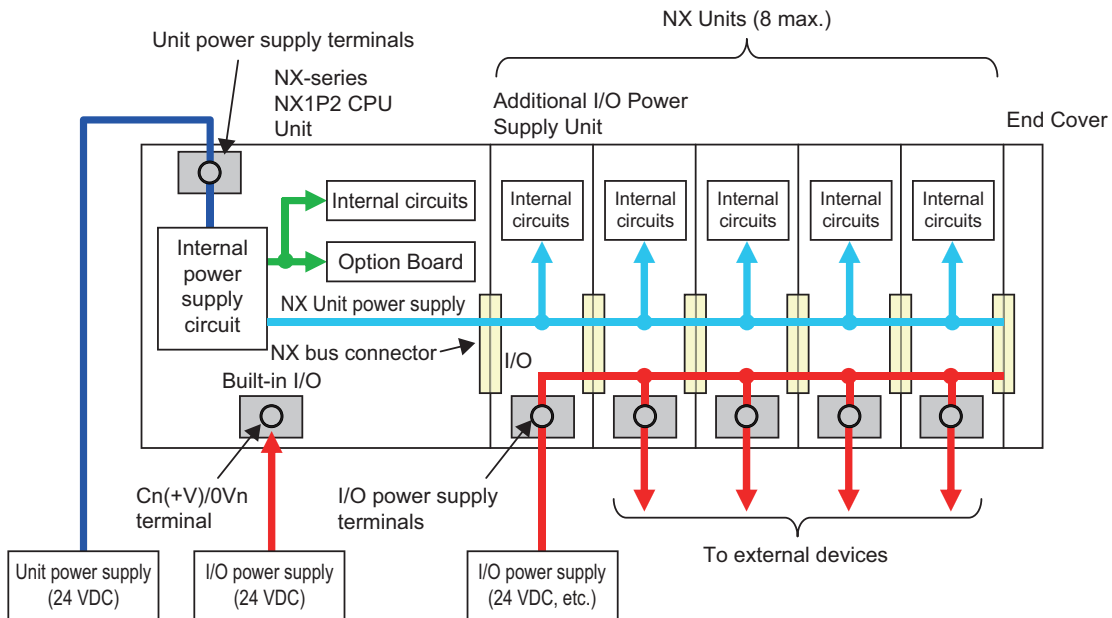 NX Units (8 max.)
Unit power supply terminals
NX-series
NX1P2 CPU
Unit
Additional I/O Power
Supply Unit
End Cover
Internal circuits
Option Board
Internal
power
supply
circuit
Internal
circuits
Internal
circuits
Internal
circuits
Internal
circuits
Internal
circuits
NX Unit power supply
NX bus connector
I/O
Built-in I/O
Cn(+V)/0Vn
terminal
I/O power supply
terminals
To external devices
Unit power supply
(24 VDC)
I/O power supply
(24 VDC)
I/O power supply
(24 VDC, etc.)